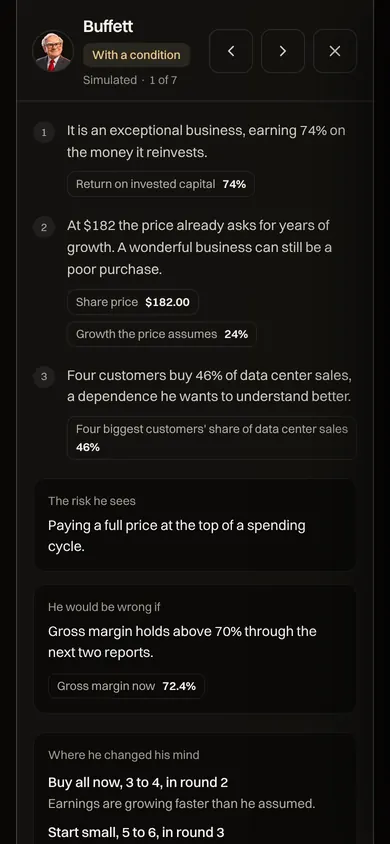 Buffett
With a condition
Simulated · 1 of 7
1
It is an exceptional business, earning 74% on
the money it reinvests.
Return on invested capital 74%
2
At $182 the price already asks for years of
growth. A wonderful business can still be a
poor purchase.
Share price $182.00
Growth the price assumes 24%
3
Four customers buy 46% of data center sales,
a dependence he wants to understand better.
Four biggest customers' share of data center sales
46%
The risk he sees
Paying a full price at the top of a spending
cycle.
He would be wrong if
Gross margin holds above 70% through the
next two reports.
Gross margin now 72.4%
Where he changed his mind
Buy all now, 3 to 4, in round 2
Earnings are growing faster than he assumed.
Start small, 5 to 6, in round 3